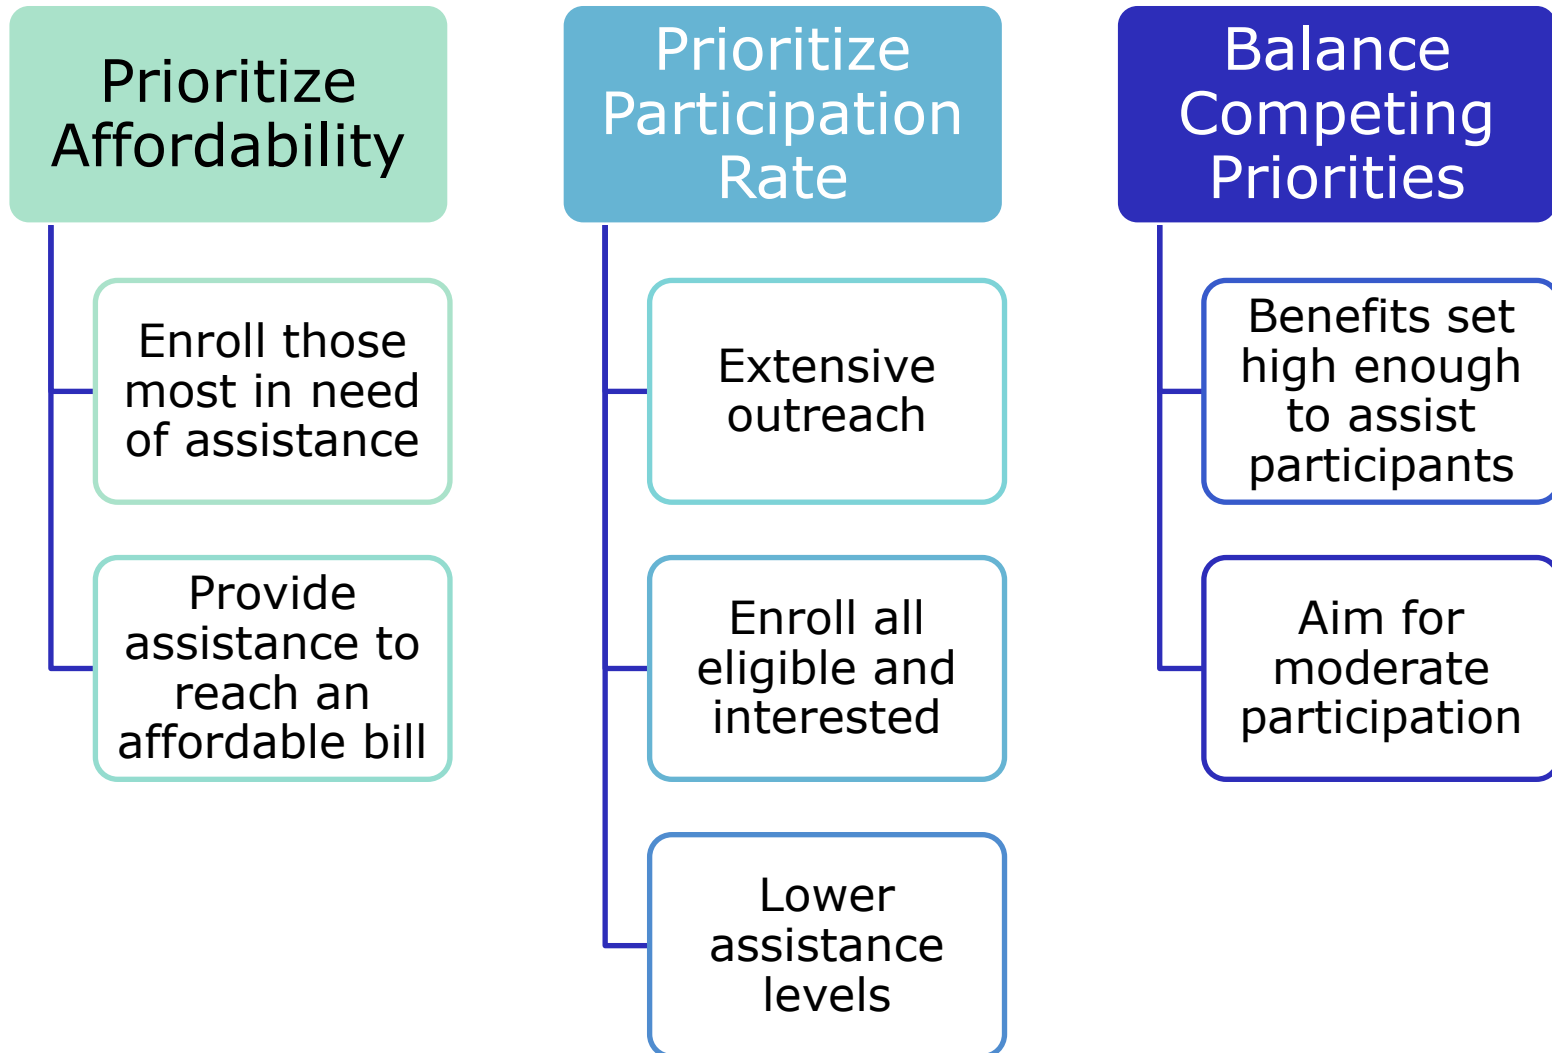 Prioritize
Affordability
Enroll those
most in need
of assistance
Provide
assistance to
reach an
affordable bill
Prioritize
Participation
Rate
Extensive
outreach
Enroll all
eligible and
interested
Lower
assistance
levels
Balance
Competing
Priorities
Benefits set
high enough
to assist
participants
Aim for
moderate
participation